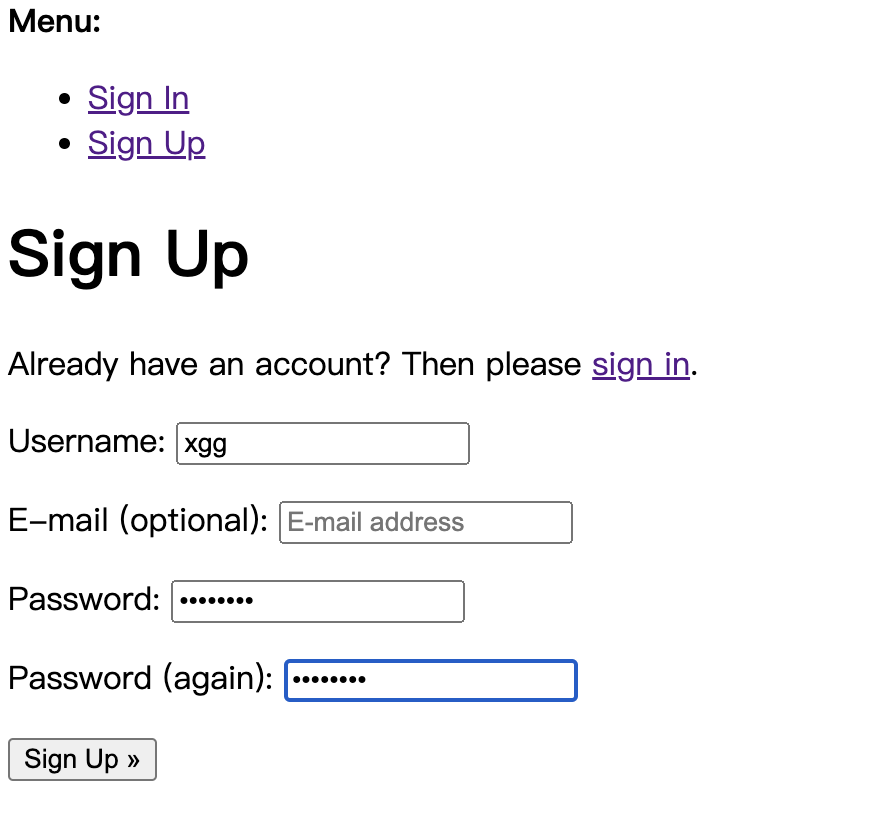 Menu:
Sign In
Sign Up
Sign Up
Already have an account? Then please sign in.
Username: xgg
E-mail (optional): E-mail address
Password: ••••••••
Password (again): ••••••••
Sign Up »